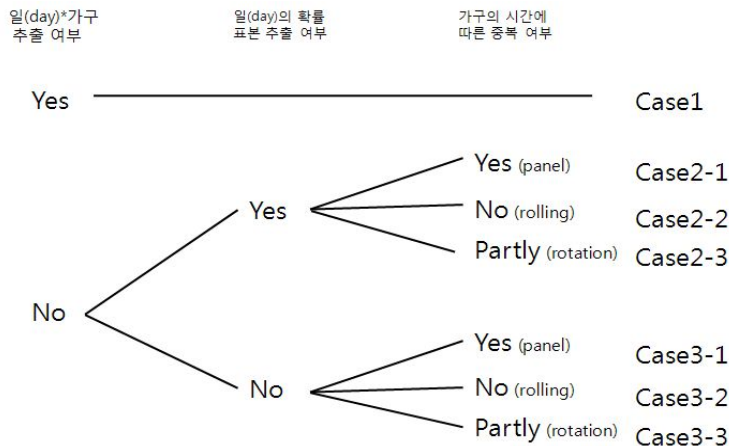 일(day)*가구
추출 여부
일(day)의 확률
표본 추출 여부
가구의 시간에
따른 중복 여부
Yes
Case1
Yes
Yes (panel)
Case2-1
No (rolling)
Case2-2
Partly (rotation)
Case2-3
No
No
Yes (panel)
Case3-1
No (rolling)
Case3-2
Partly (rotation)
Case3-3